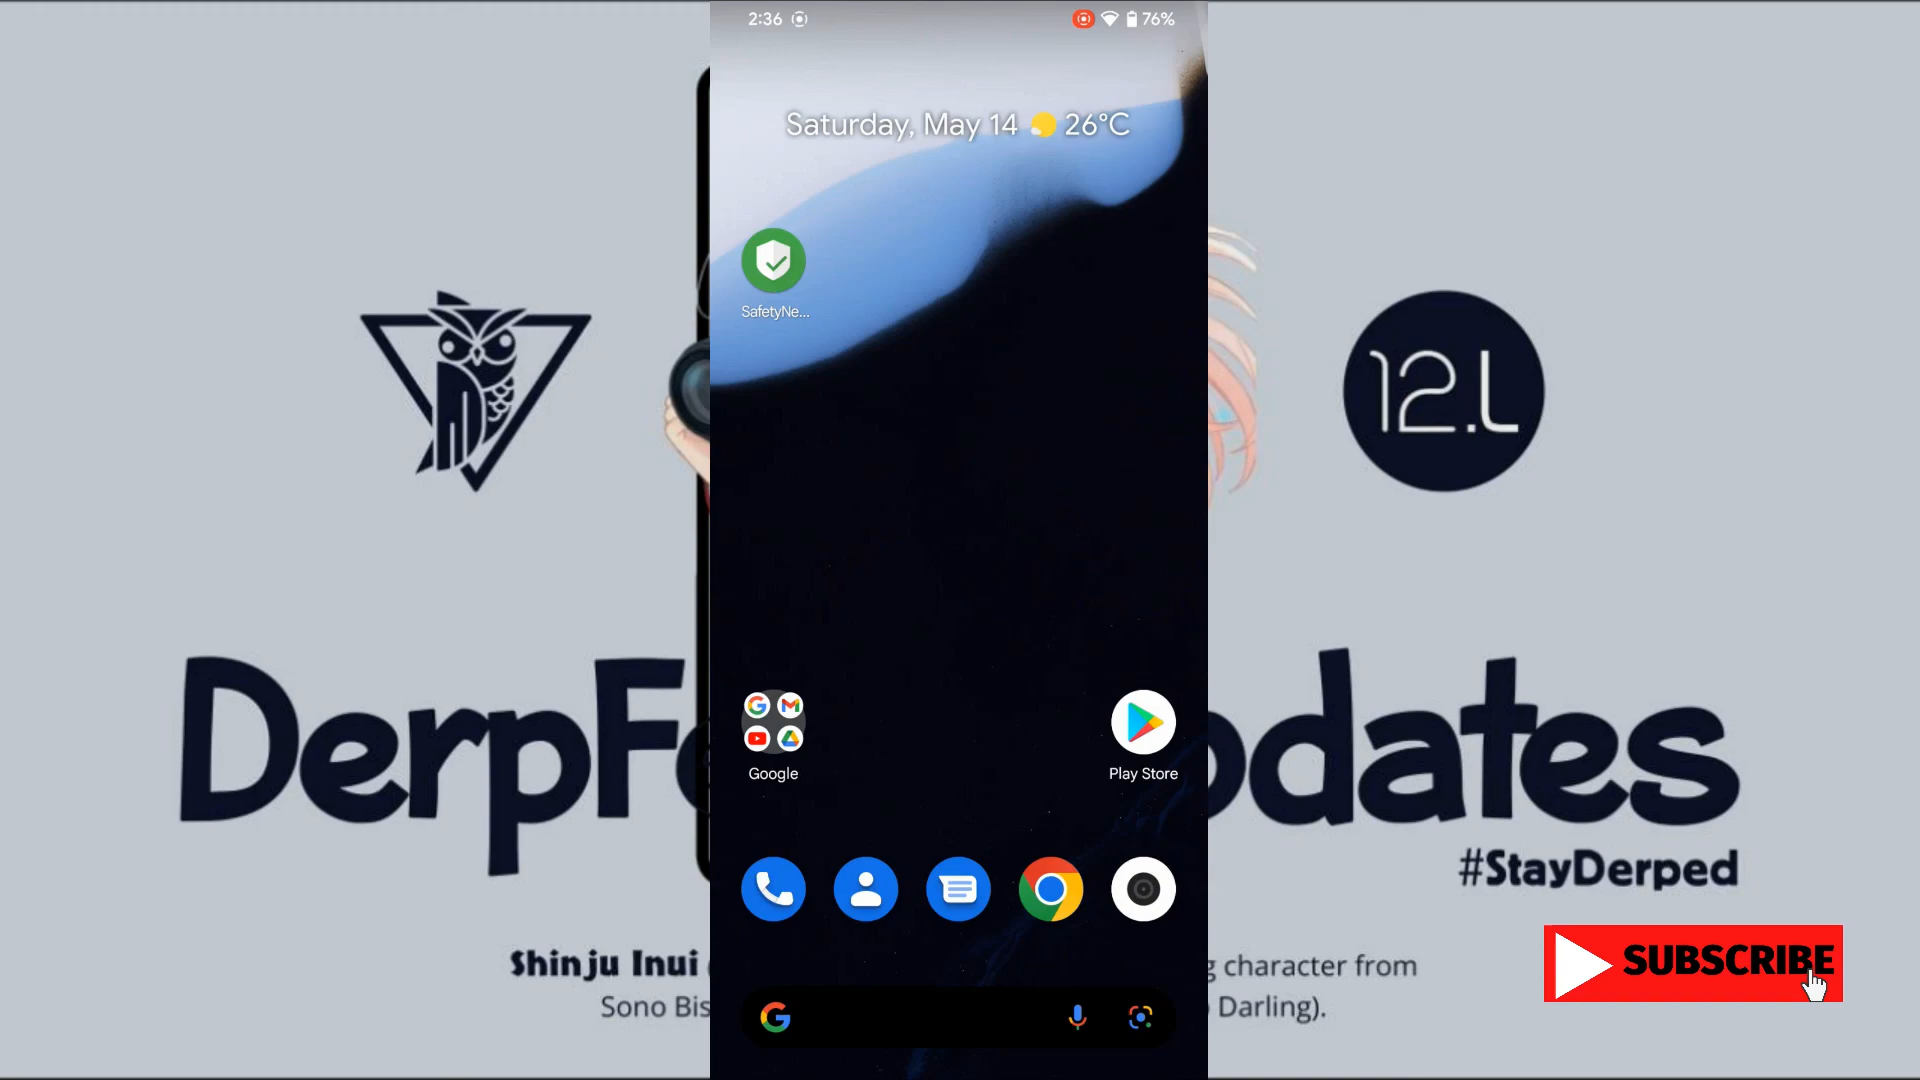 2:36
76%
Saturday, May 14 26°C
SafetyNe...
12.L
Google
Play Store
DerpF
dates
#StayDerped
Shinju Inui
character from
Sono Bis
Darling).
SUBSCRIBE